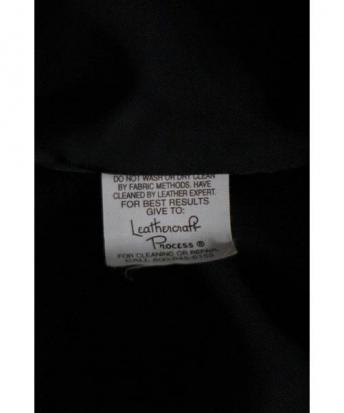 DO NOT WASH OR DRY CLEAN
BY FABRIC METHODS. HAVE
CLEANED BY LEATHER EXPERT.
FOR BEST RESULTS
GIVE TO:
Leathercraft
Process ®
FOR CLEANING OR REPAIR
CALL